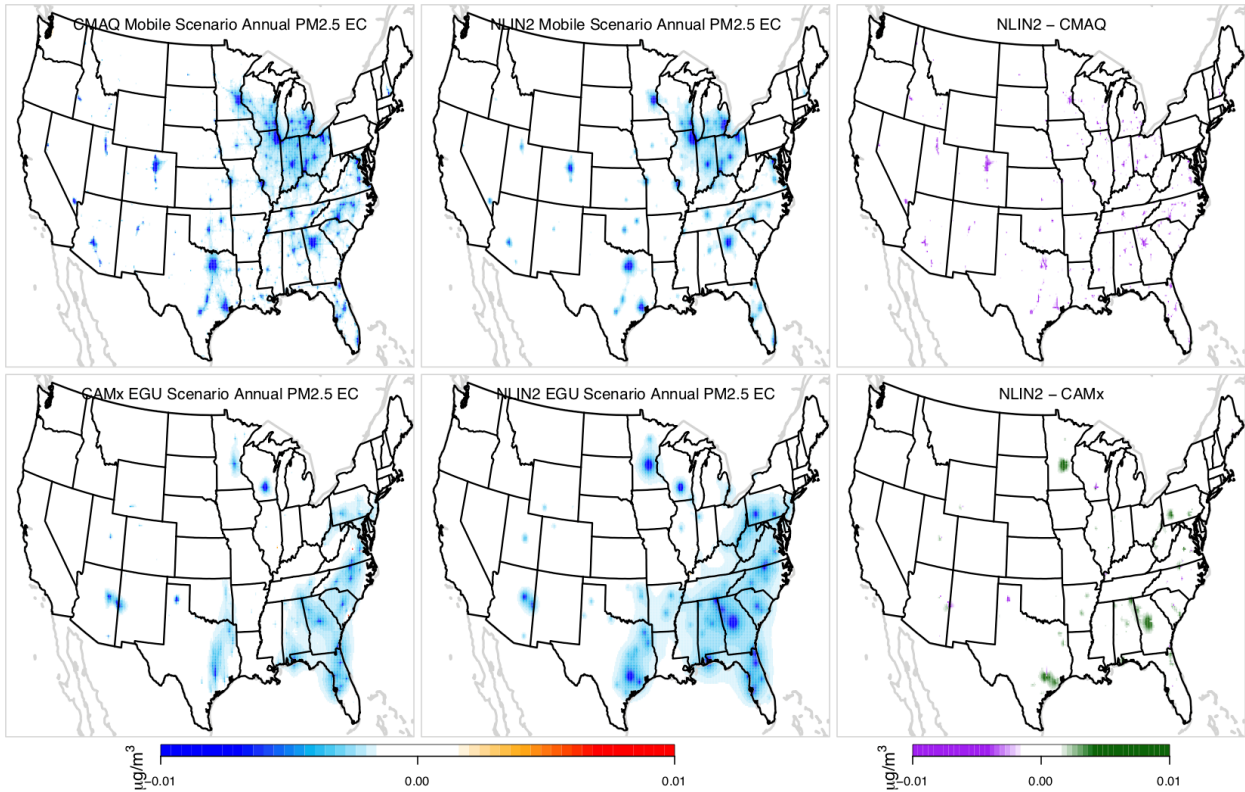 CMAQ Mobile Scenario Annual PM2.5 EC
NLIN2 Mobile Scenario Annual PM2.5 EC
NLIN2 − CMAQ
CAMx EGU Scenario Annual PM2.5 EC
NLIN2 EGU Scenario Annual PM2.5 EC
NLIN2 − CAMx
μg/m³
−0.01
0.00
0.01
μg/m³
−0.01
0.00
0.01